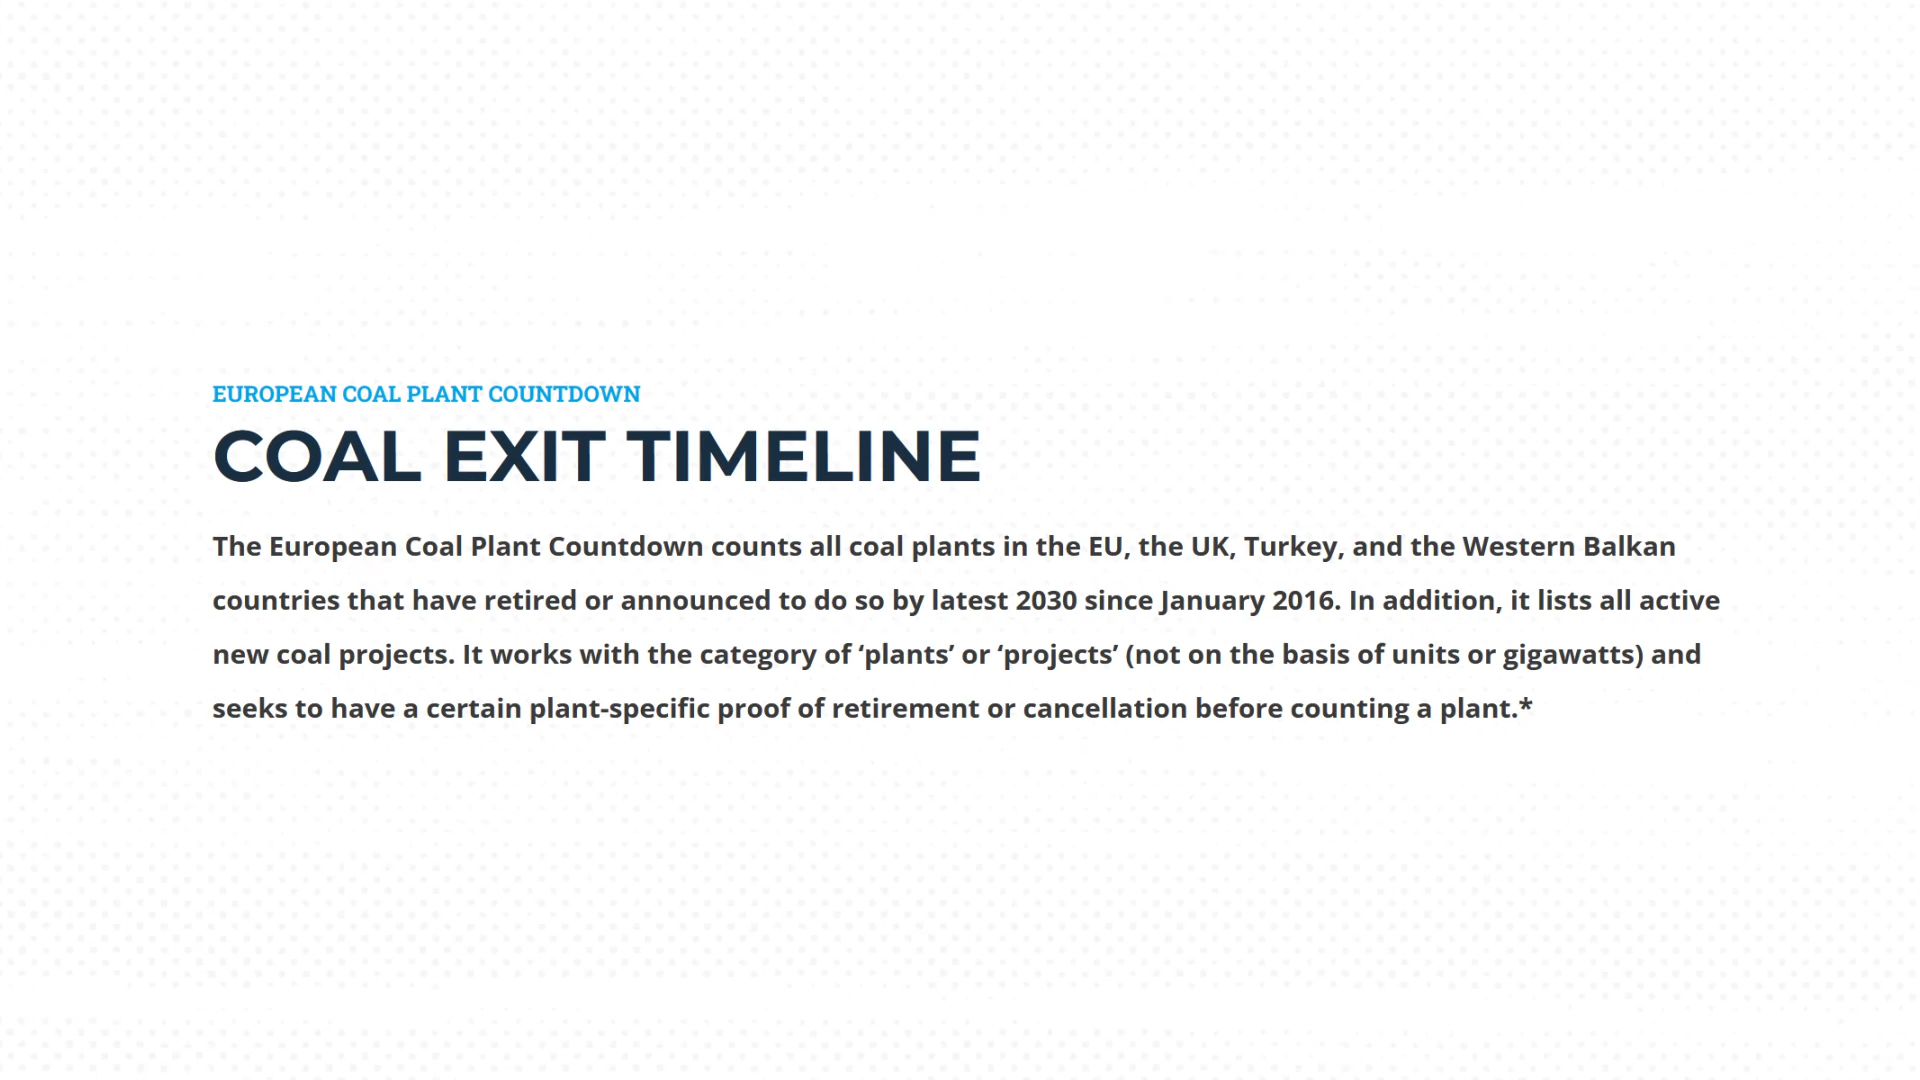 EUROPEAN COAL PLANT COUNTDOWN
COAL EXIT TIMELINE
The European Coal Plant Countdown counts all coal plants in the EU, the UK, Turkey, and the Western Balkan
countries that have retired or announced to do so by latest 2030 since January 2016. In addition, it lists all active
new coal projects. It works with the category of ‘plants’ or ‘projects’ (not on the basis of units or gigawatts) and
seeks to have a certain plant-specific proof of retirement or cancellation before counting a plant.*